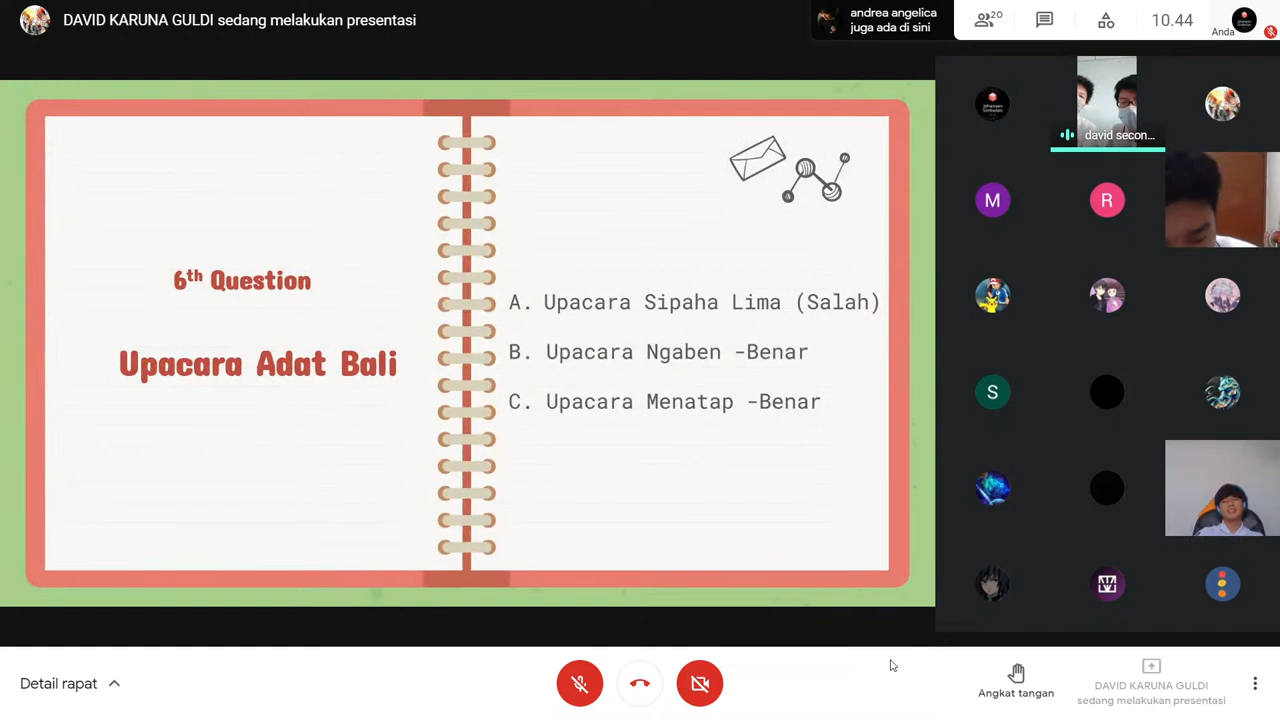 DAVID KARUNA GULDI sedang melakukan presentasi
andrea angelica
juga ada di sini
20
10.44
Anda
david secon...
M
R
S
6th Question
Upacara Adat Bali
A. Upacara Sipaha Lima (Salah)
B. Upacara Ngaben -Benar
C. Upacara Menatap -Benar
Detail rapat
Angkat tangan
DAVID KARUNA GULDI
sedang melakukan presentasi